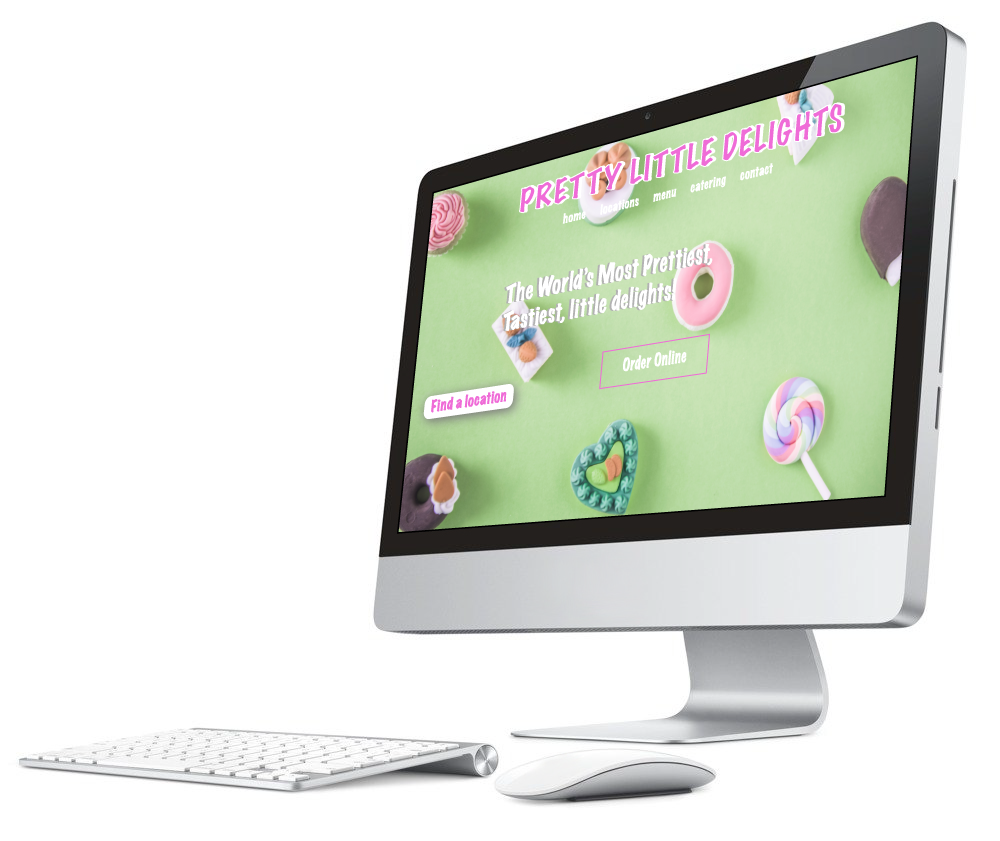 PRETTY LITTLE DELIGHTS
home locations menu catering contact
The World's Most Prettiest,
Tastiest, little delights!
Order Online
Find a location